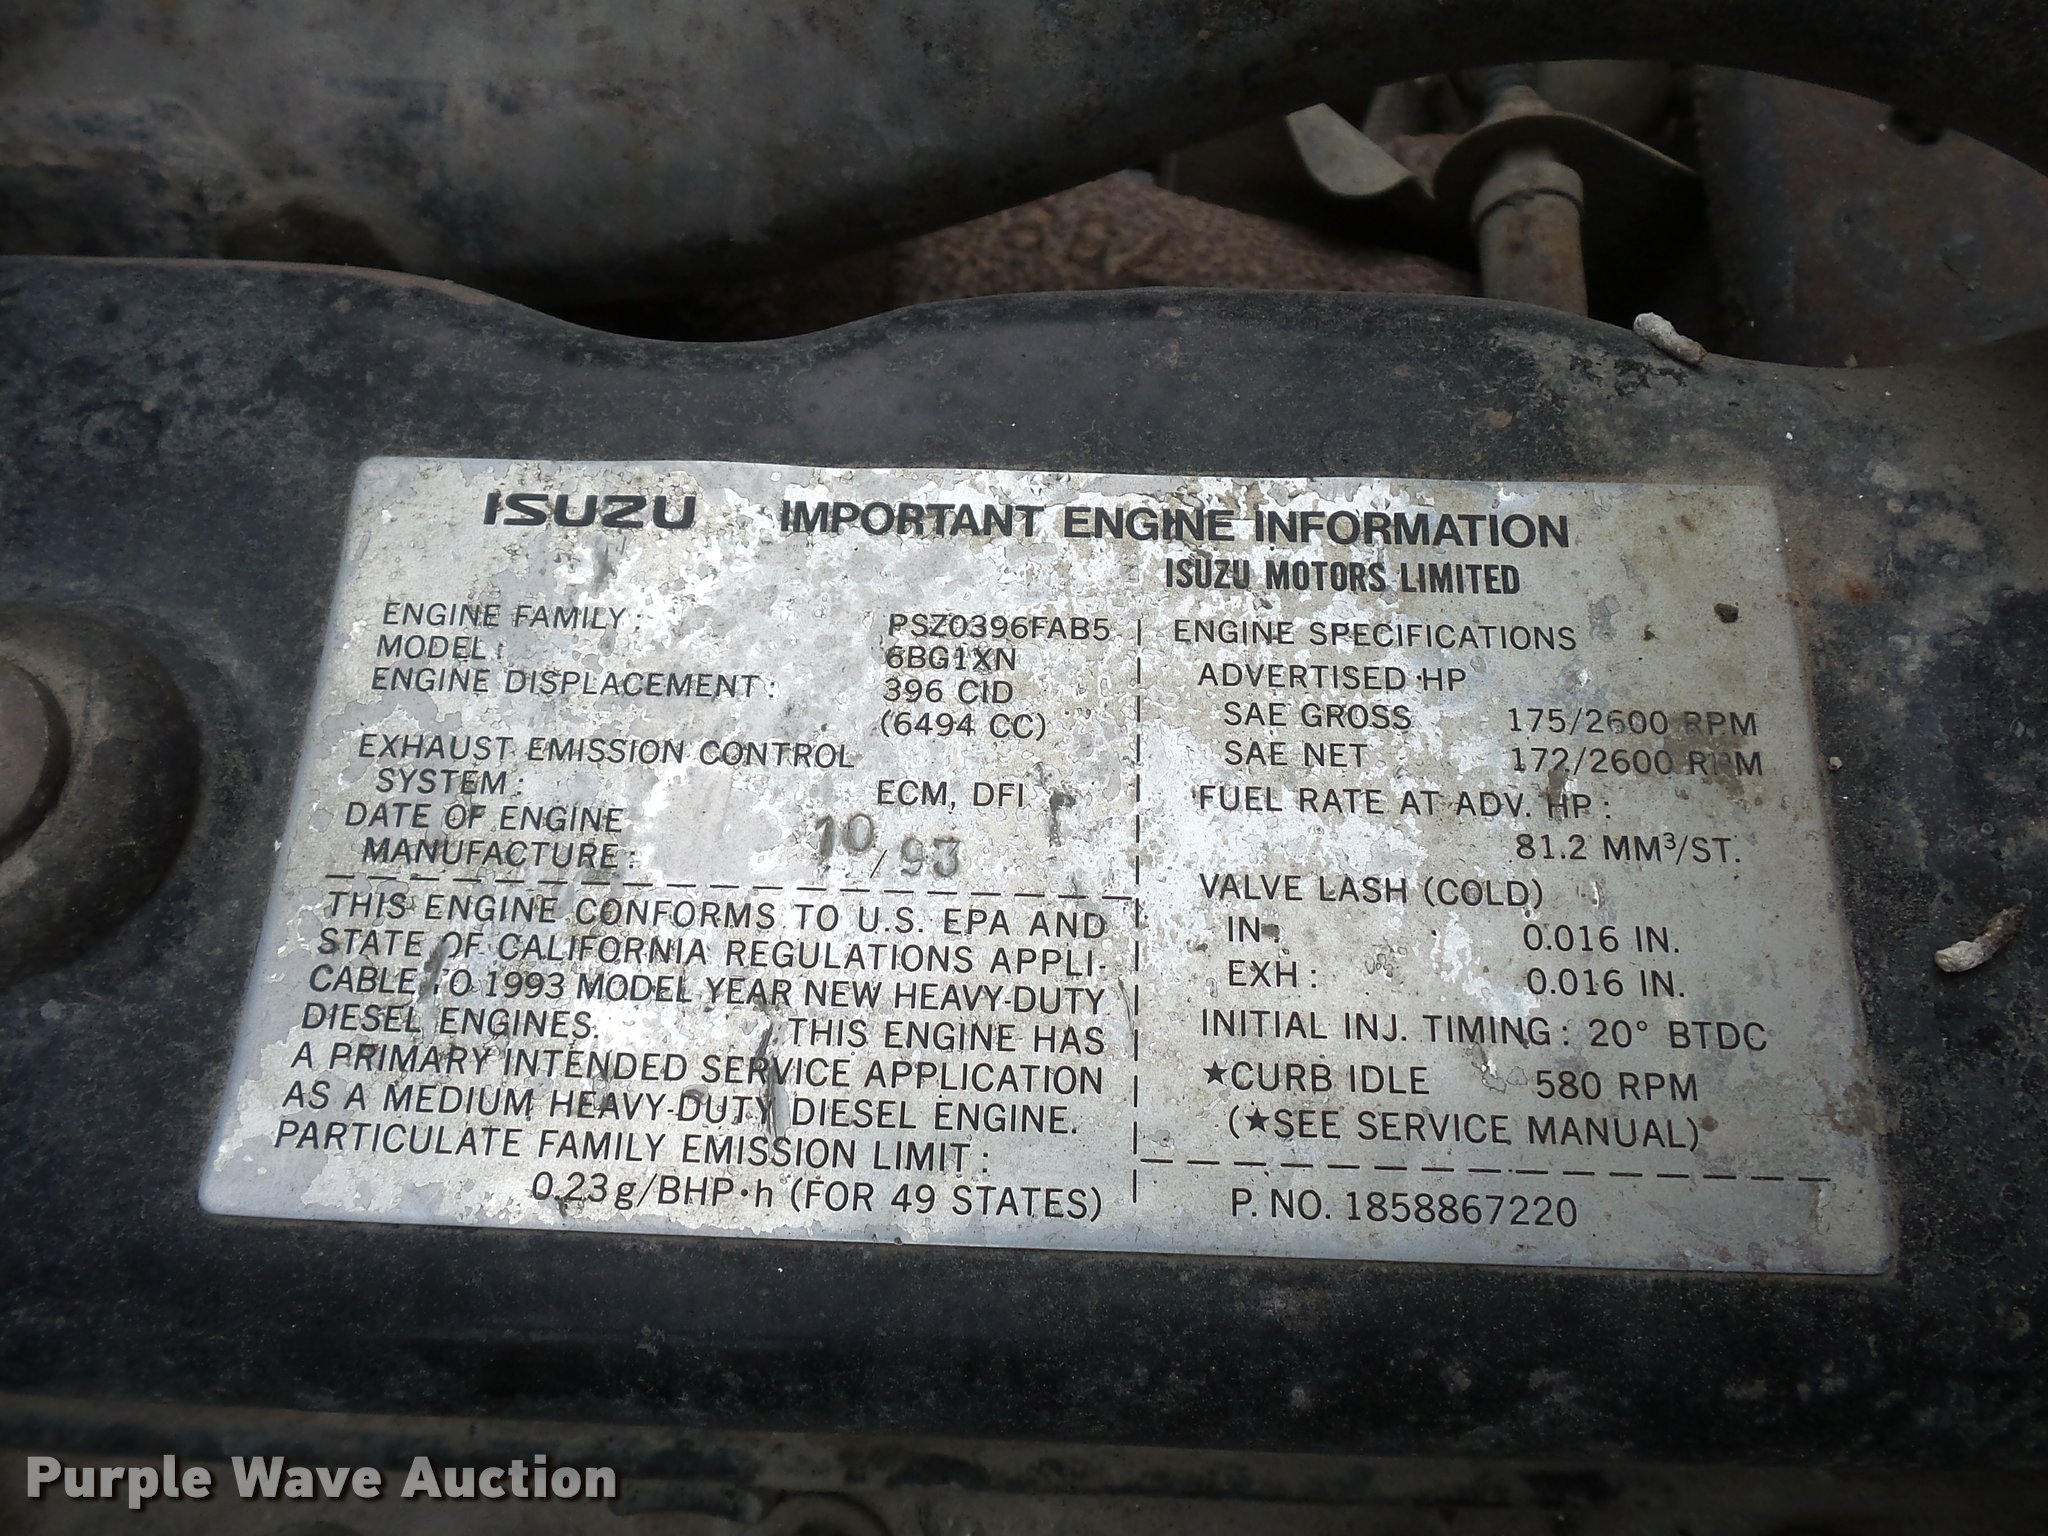 ISUZU IMPORTANT ENGINE INFORMATION
ISUZU MOTORS LIMITED
ENGINE FAMILY: PSZ0396FAB5
MODEL: 6BG1XN
ENGINE DISPLACEMENT: 396 CID
(6494 CC)
EXHAUST EMISSION CONTROL
SYSTEM: ECM, DFI
DATE OF ENGINE
MANUFACTURE: 10/93
THIS ENGINE CONFORMS TO U.S. EPA AND
STATE OF CALIFORNIA REGULATIONS APPLI-
CABLE TO 1993 MODEL YEAR NEW HEAVY-DUTY
DIESEL ENGINES. THIS ENGINE HAS
A PRIMARY INTENDED SERVICE APPLICATION
AS A MEDIUM HEAVY-DUTY DIESEL ENGINE.
PARTICULATE FAMILY EMISSION LIMIT:
0.23g/BHP·h (FOR 49 STATES)
ENGINE SPECIFICATIONS
ADVERTISED HP
SAE GROSS 175/2600 RPM
SAE NET 172/2600 RPM
FUEL RATE AT ADV. HP:
81.2 MM³/ST.
VALVE LASH (COLD)
IN: 0.016 IN.
EXH: 0.016 IN.
INITIAL INJ. TIMING: 20° BTDC
★CURB IDLE 580 RPM
(★SEE SERVICE MANUAL)
P. NO. 1858867220
Purple Wave Auction